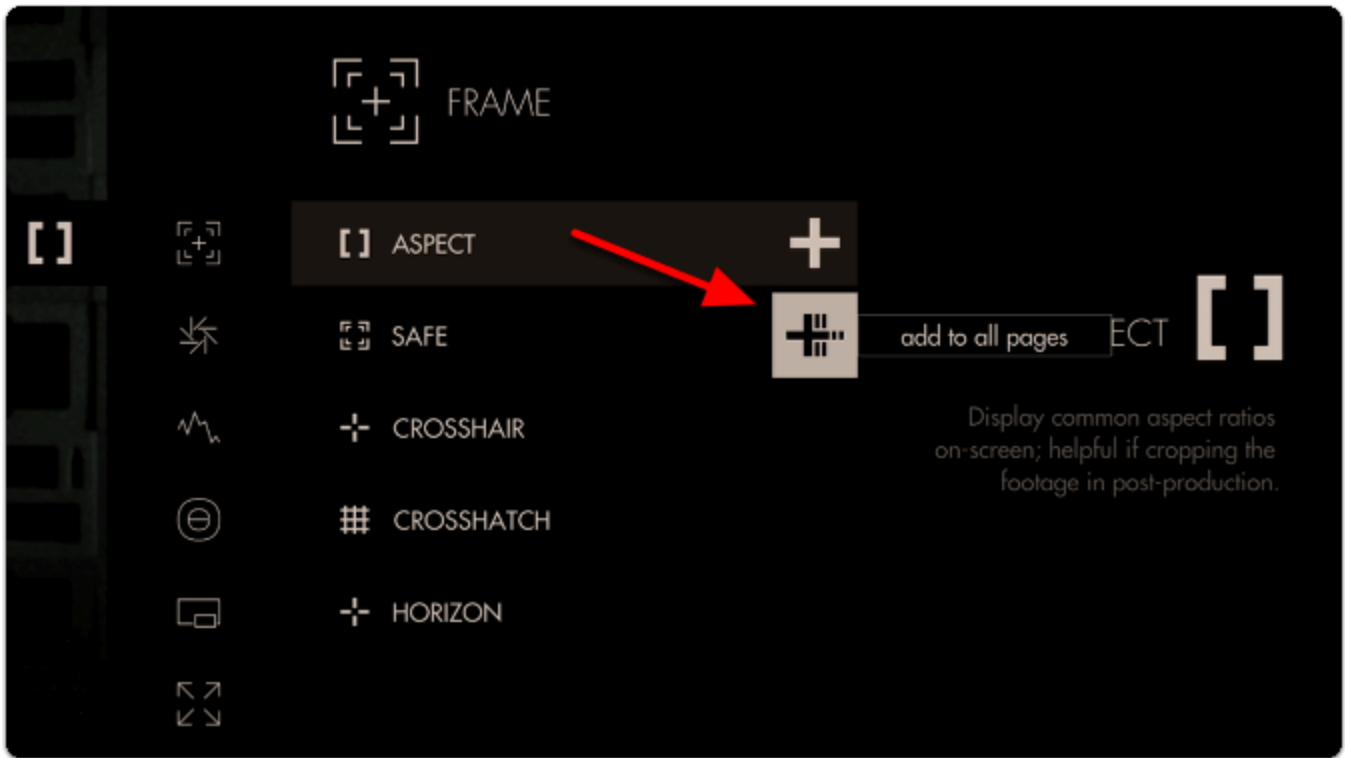 FRAME
ASPECT
SAFE
add to all pages
ECT
CROSSHAIR
Display common aspect ratios
on-screen; helpful if cropping the
footage in post-production.
CROSSHATCH
HORIZON